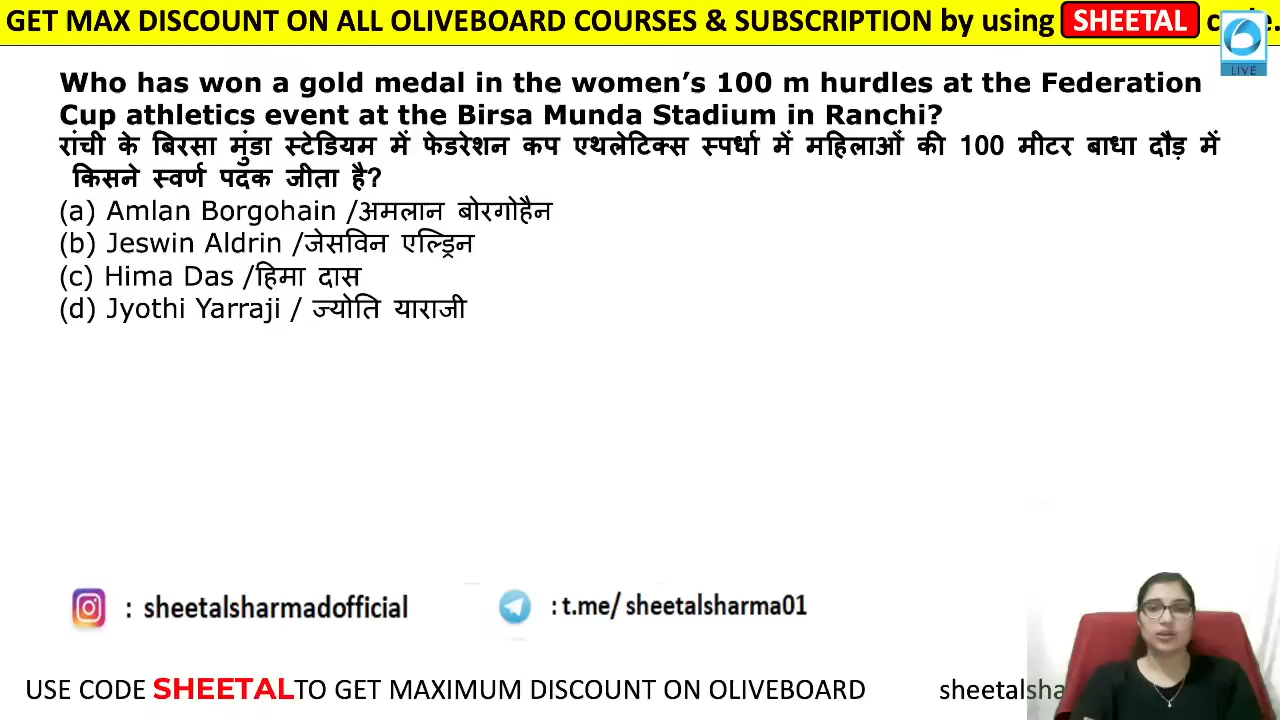 GET MAX DISCOUNT ON ALL OLIVEBOARD COURSES & SUBSCRIPTION by using SHEETAL code.
LIVE
Who has won a gold medal in the women’s 100 m hurdles at the Federation
Cup athletics event at the Birsa Munda Stadium in Ranchi?
रांची के बिरसा मुंडा स्टेडियम में फेडरेशन कप एथलेटिक्स स्पर्धा में महिलाओं की 100 मीटर बाधा दौड़ में
किसने स्वर्ण पदक जीता है?
(a) Amlan Borgohain /अमलान बोरगोहैन
(b) Jeswin Aldrin /जेसविन एल्ड्रिन
(c) Hima Das /हिमा दास
(d) Jyothi Yarraji / ज्योति याराजी
: sheetalsharmadofficial : t.me/ sheetalsharma01
USE CODE SHEETALTO GET MAXIMUM DISCOUNT ON OLIVEBOARD